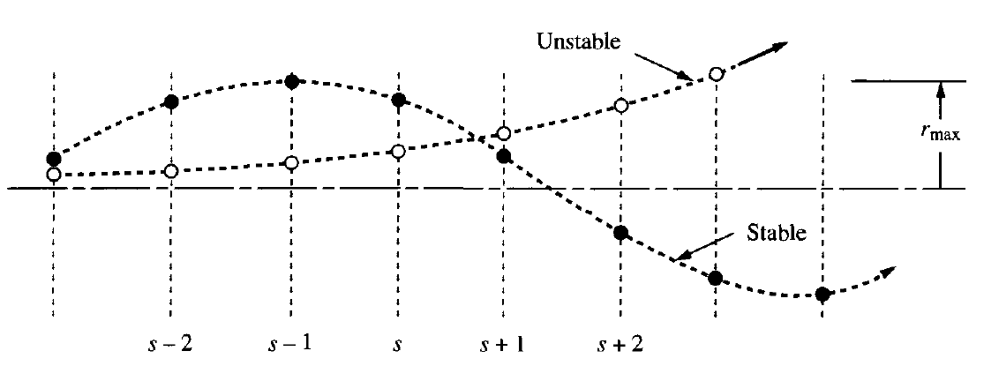 Unstable
r_max
Stable
s – 2
s – 1
s
s + 1
s + 2